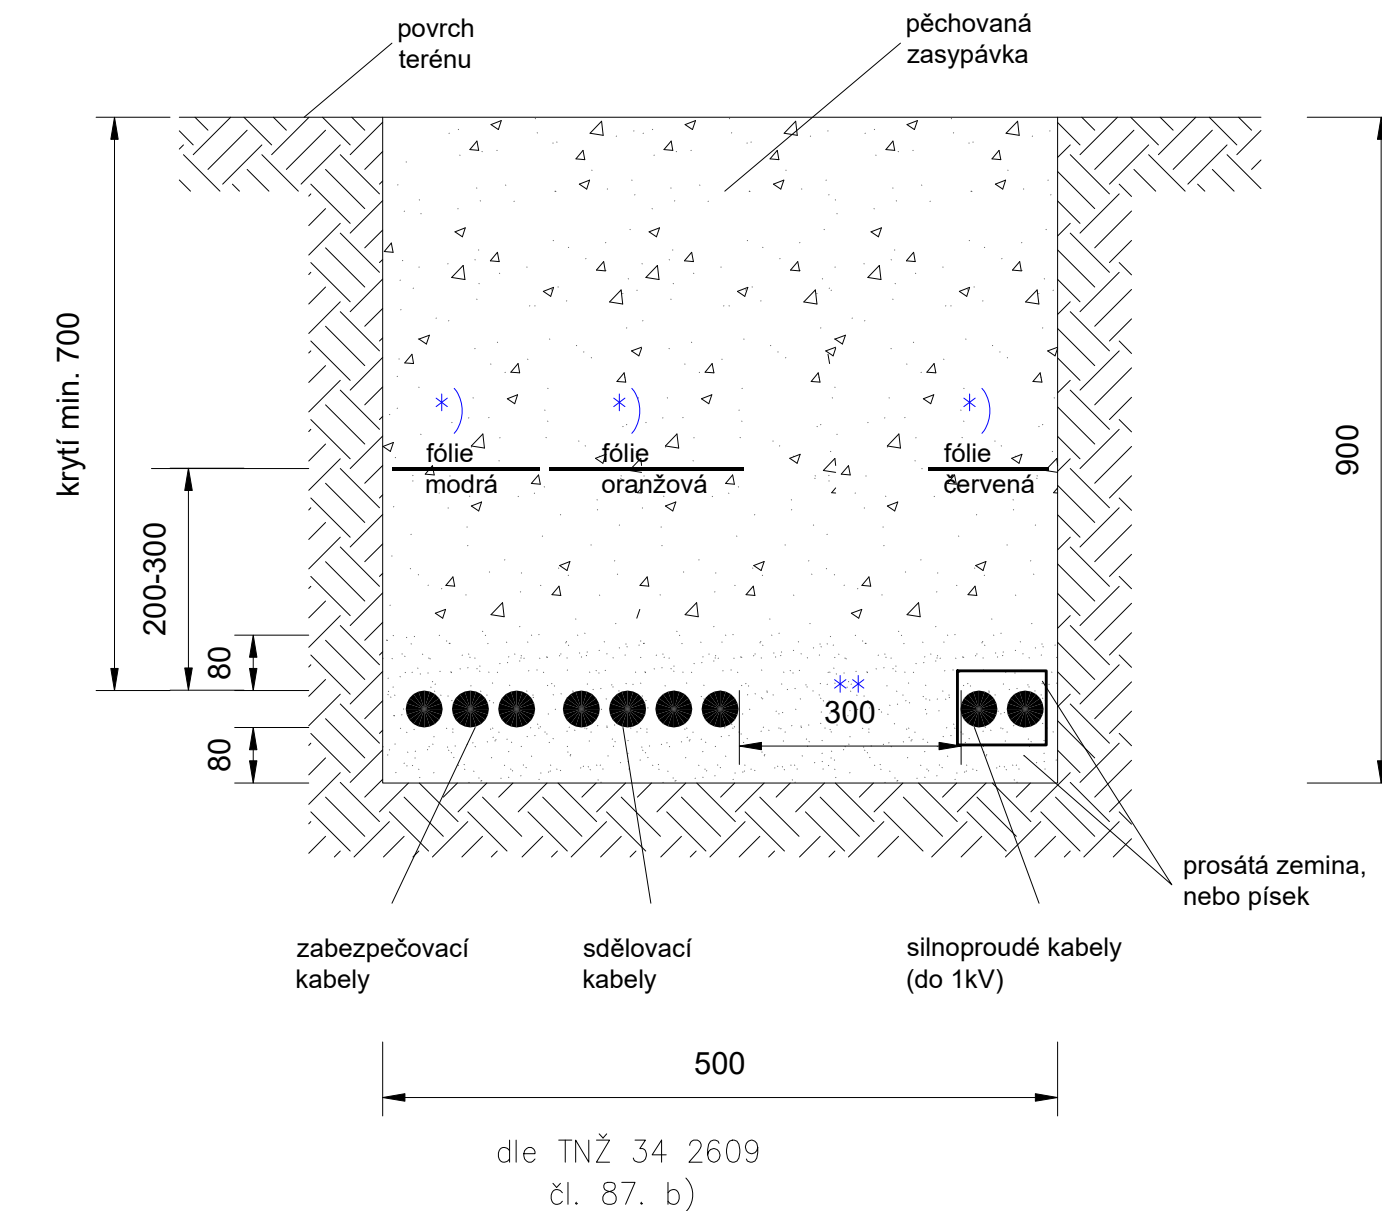 povrch
terénu
pěchovaná
zasypávka
krytí min. 700
900
*)
*)
*)
fólie
modrá
fólie
oranžová
fólie
červená
200-300
80
80
**
300
prosátá zemina,
nebo písek
zabezpečovací
kabely
sdělovací
kabely
silnoproudé kabely
(do 1kV)
500
dle TNŽ 34 2609
čl. 87. b)